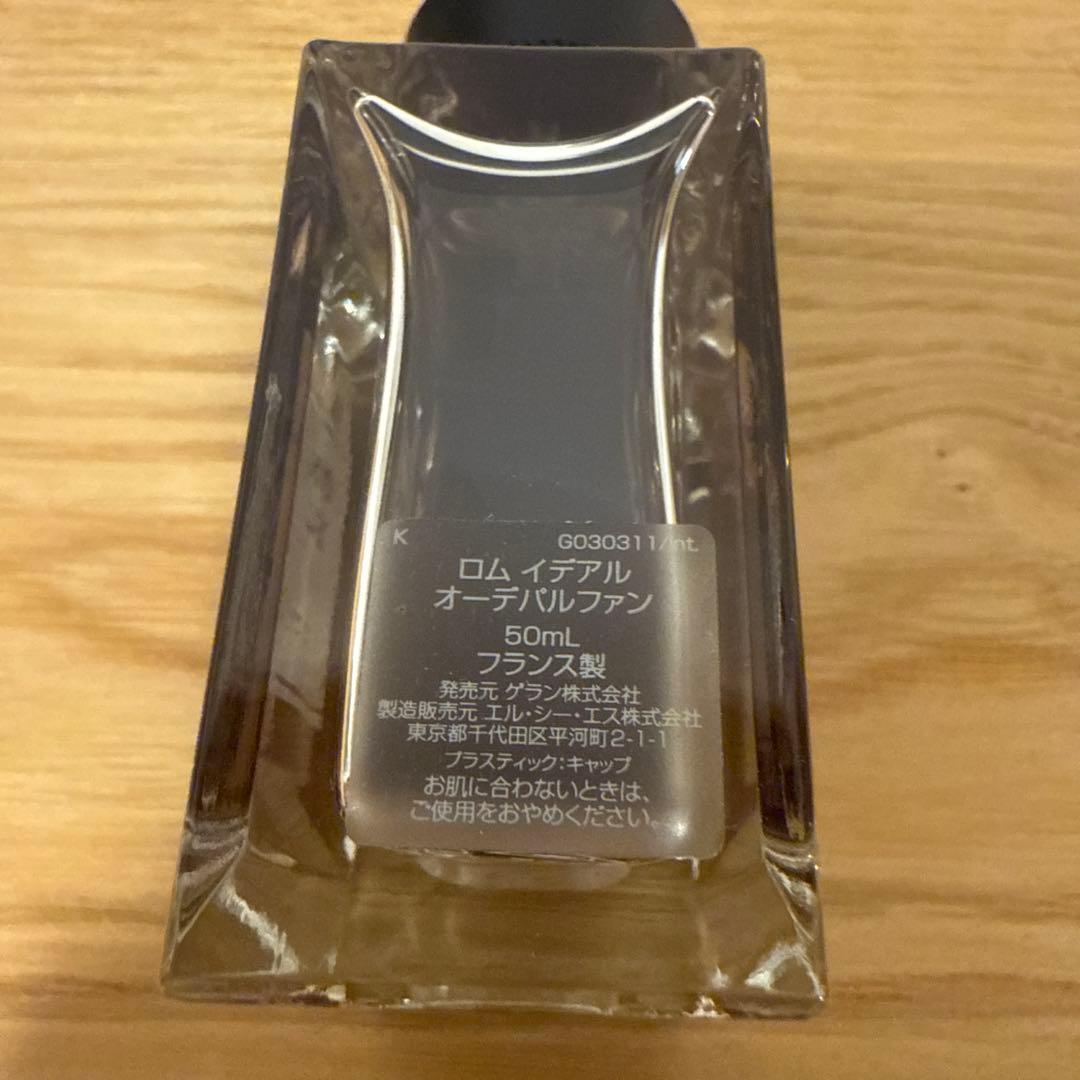 K G030311/Int.
ロム イデアル
オーデパルファン
50mL
フランス製
発売元 ゲラン株式会社
製造販売元 エル・シー・エス株式会社
東京都千代田区平河町2-1-1
プラスティック:キャップ
お肌に合わないときは、
ご使用をおやめください。